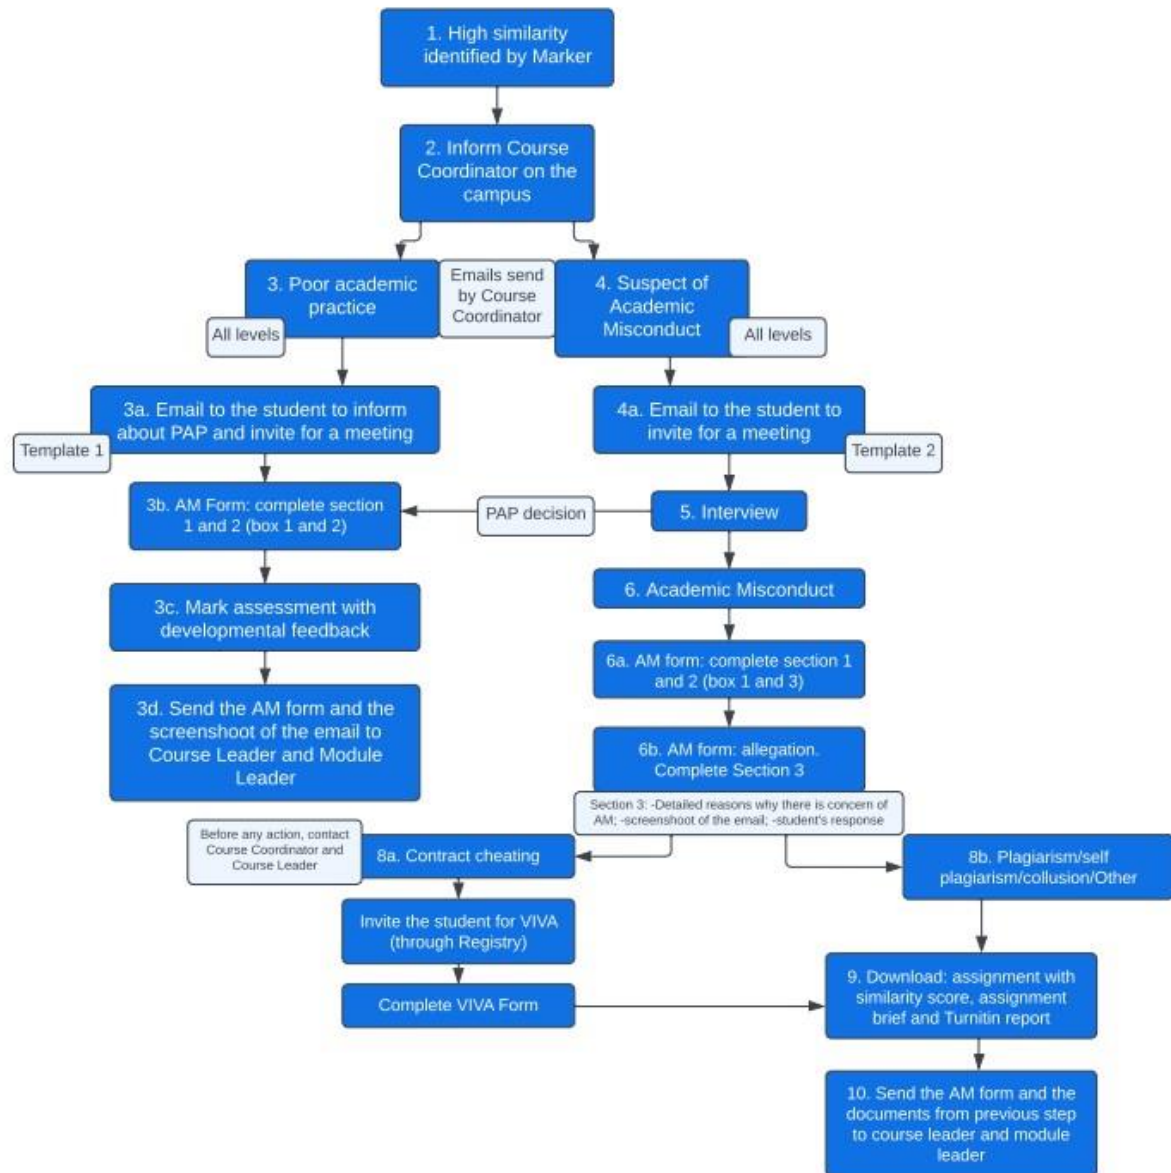 1. High similarity
identified by Marker
2. Inform Course
Coordinator on the
campus
3. Poor academic
practice
All levels
Emails send
by Course
Coordinator
4. Suspect of
Academic
Misconduct
All levels
3a. Email to the student to inform
about PAP and invite for a meeting
Template 1
4a. Email to the student to
invite for a meeting
Template 2
3b. AM Form: complete section
1 and 2 (box 1 and 2)
PAP decision
5. Interview
3c. Mark assessment with
developmental feedback
6. Academic Misconduct
6a. AM form: complete section 1
and 2 (box 1 and 3)
3d. Send the AM form and the
screenshoot of the email to
Course Leader and Module
Leader
6b. AM form: allegation.
Complete Section 3
Section 3: -Detailed reasons why there is concern of
AM; -screenshoot of the email; -student's response
Before any action, contact
Course Coordinator and
Course Leader
8a. Contract cheating
8b. Plagiarism/self
plagiarism/collusion/Other
Invite the student for VIVA
(through Registry)
Complete VIVA Form
9. Download: assignment with
similarity score, assignment
brief and Turnitin report
10. Send the AM form and the
documents from previous step
to course leader and module
leader